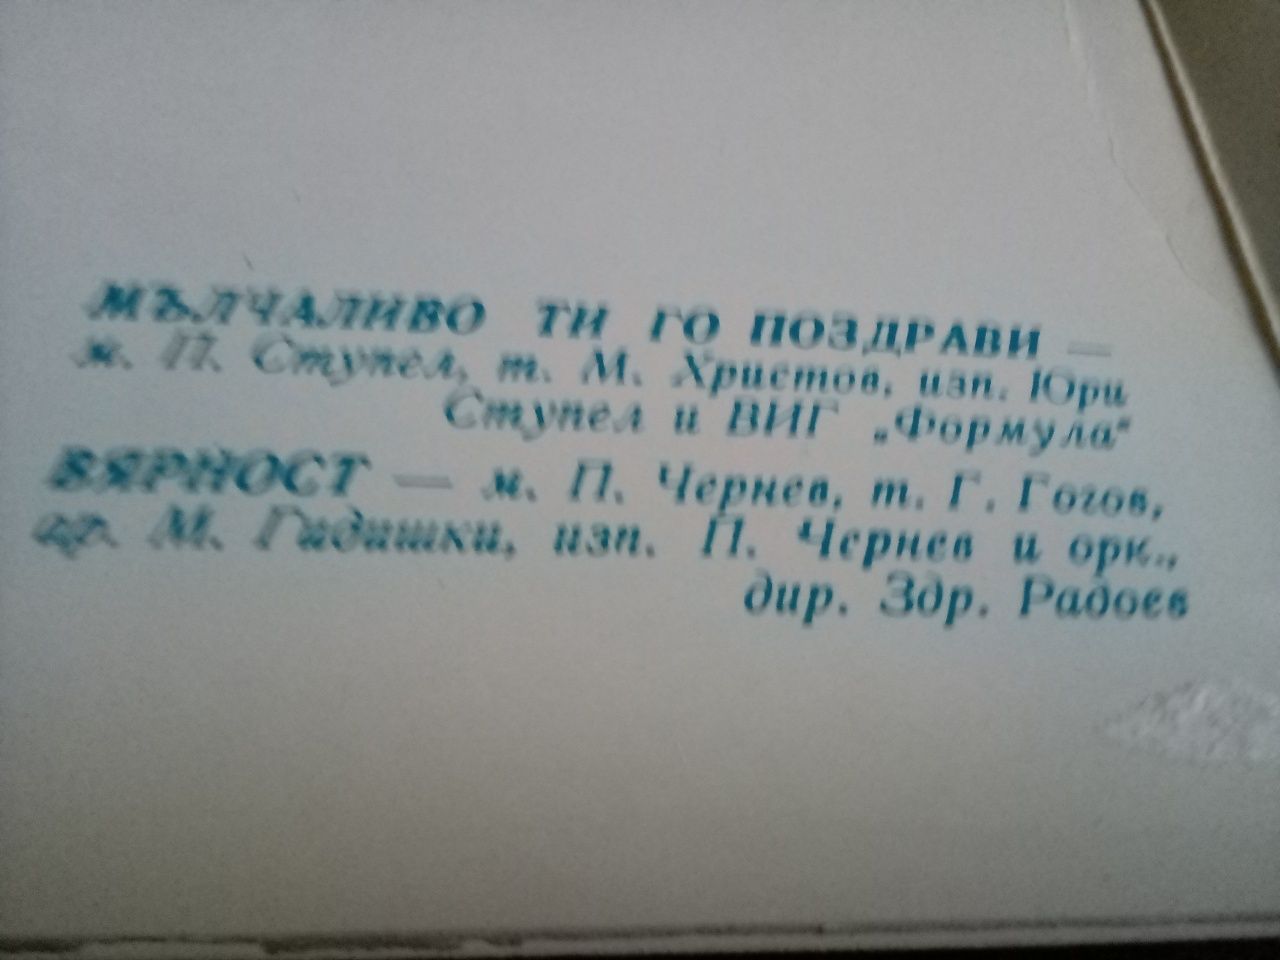 МЪЛЧАЛИВО ТИ ГО ПОЗДРАВИ —
м. П. Ступел, т. М. Христов, изп. Юри
Ступел и ВИГ „Формула“
ВЯРНОСТ — м. П. Чернев, т. Г. Гогов,
ар. М. Гидишки, изп. П. Чернев и орк.,
дир. Здр. Радоев